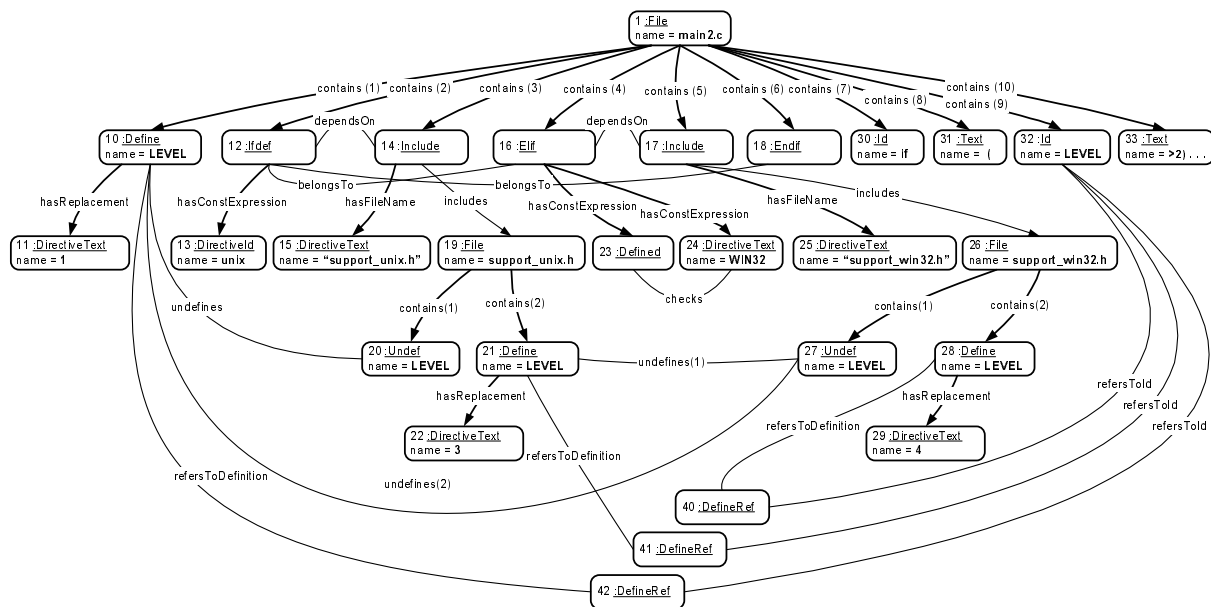 1 :File
name = main2.c
contains (1)
contains (2)
contains (3)
contains (4)
contains (5)
contains (6)
contains (7)
contains (8)
contains (9)
contains (10)
dependsOn
dependsOn
10 :Define
name = LEVEL
12 :Ifdef
14 :Include
16 :Elif
17 :Include
18 :Endif
30 :Id
name = if
31 :Text
name = (
32 :Id
name = LEVEL
33 :Text
name = >2) . . .
belongsTo
belongsTo
hasReplacement
hasConstExpression
hasFileName
includes
hasConstExpression
hasConstExpression
hasFileName
includes
11 :DirectiveText
name = 1
13 :DirectiveId
name = unix
15 :DirectiveText
name = “support_unix.h”
19 :File
name = support_unix.h
23 :Defined
24 :DirectiveText
name = WIN32
25 :DirectiveText
name = “support_win32.h”
26 :File
name = support_win32.h
checks
undefines
contains(1)
contains(2)
contains(1)
contains(2)
20 :Undef
name = LEVEL
21 :Define
name = LEVEL
undefines(1)
27 :Undef
name = LEVEL
28 :Define
name = LEVEL
hasReplacement
hasReplacement
refersToId
refersToId
refersToId
22 :DirectiveText
name = 3
29 :DirectiveText
name = 4
refersToDefinition
refersToDefinition
refersToDefinition
undefines(2)
40 :DefineRef
41 :DefineRef
42 :DefineRef